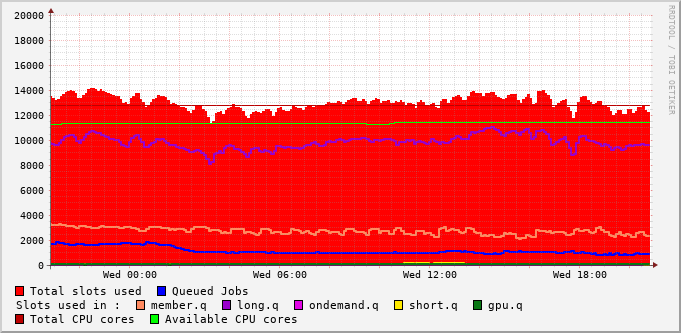 20000
18000
16000
14000
12000
10000
8000
6000
4000
2000
0
Wed 00:00 Wed 06:00 Wed 12:00 Wed 18:00
Total slots used Queued Jobs
Slots used in : member.q long.q ondemand.q short.q gpu.q
Total CPU cores Available CPU cores
RRDTOOL / TOBI OETIKER